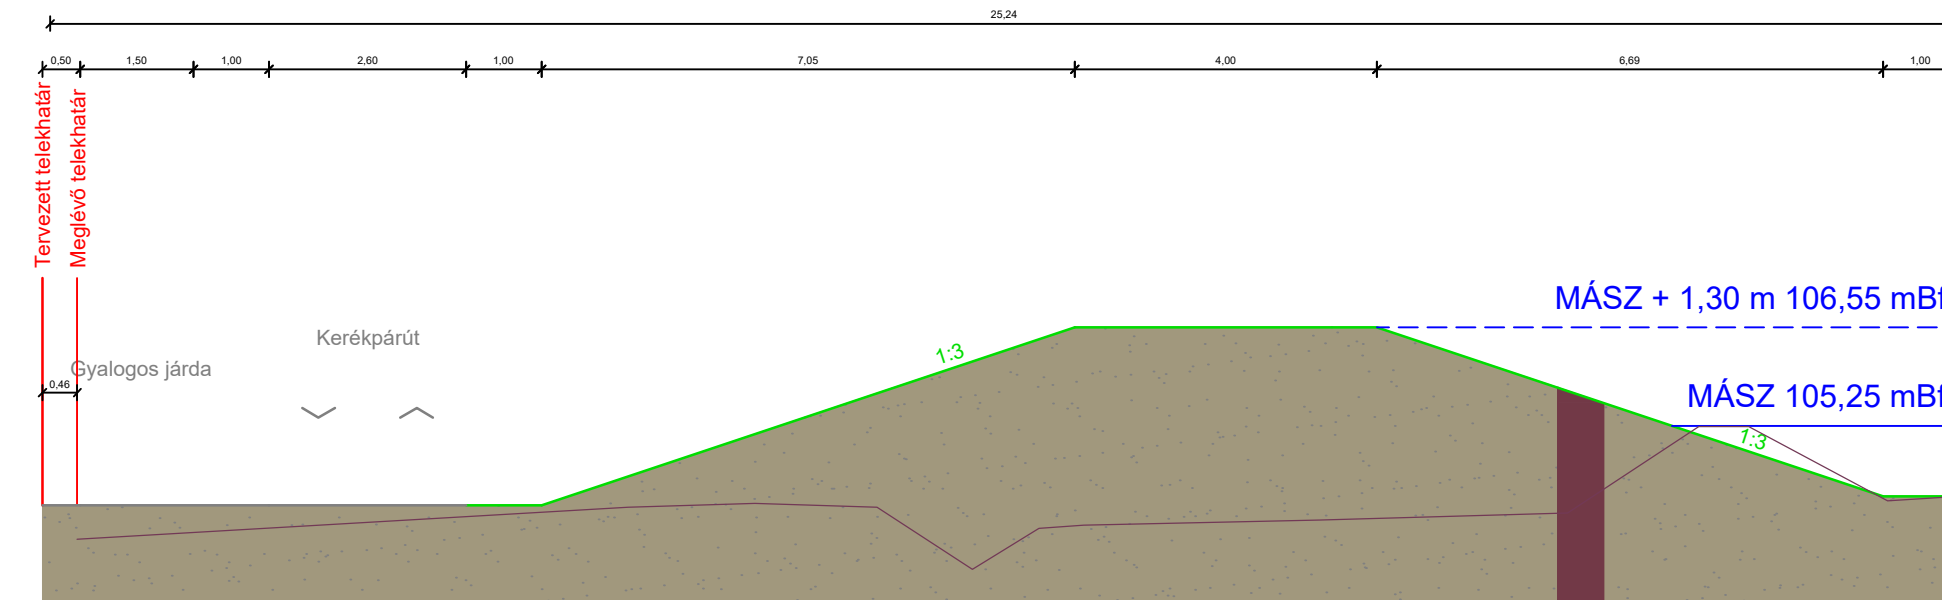 25,24
0,50 1,50 1,00 2,60 1,00 7,05 4,00 6,69 1,00
Tervezett telekhatár
Meglévő telekhatár
MÁSZ + 1,30 m 106,55 mBf
Kerékpárút
1:3
Gyalogos járda
0,46
MÁSZ 105,25 mBf
1:3